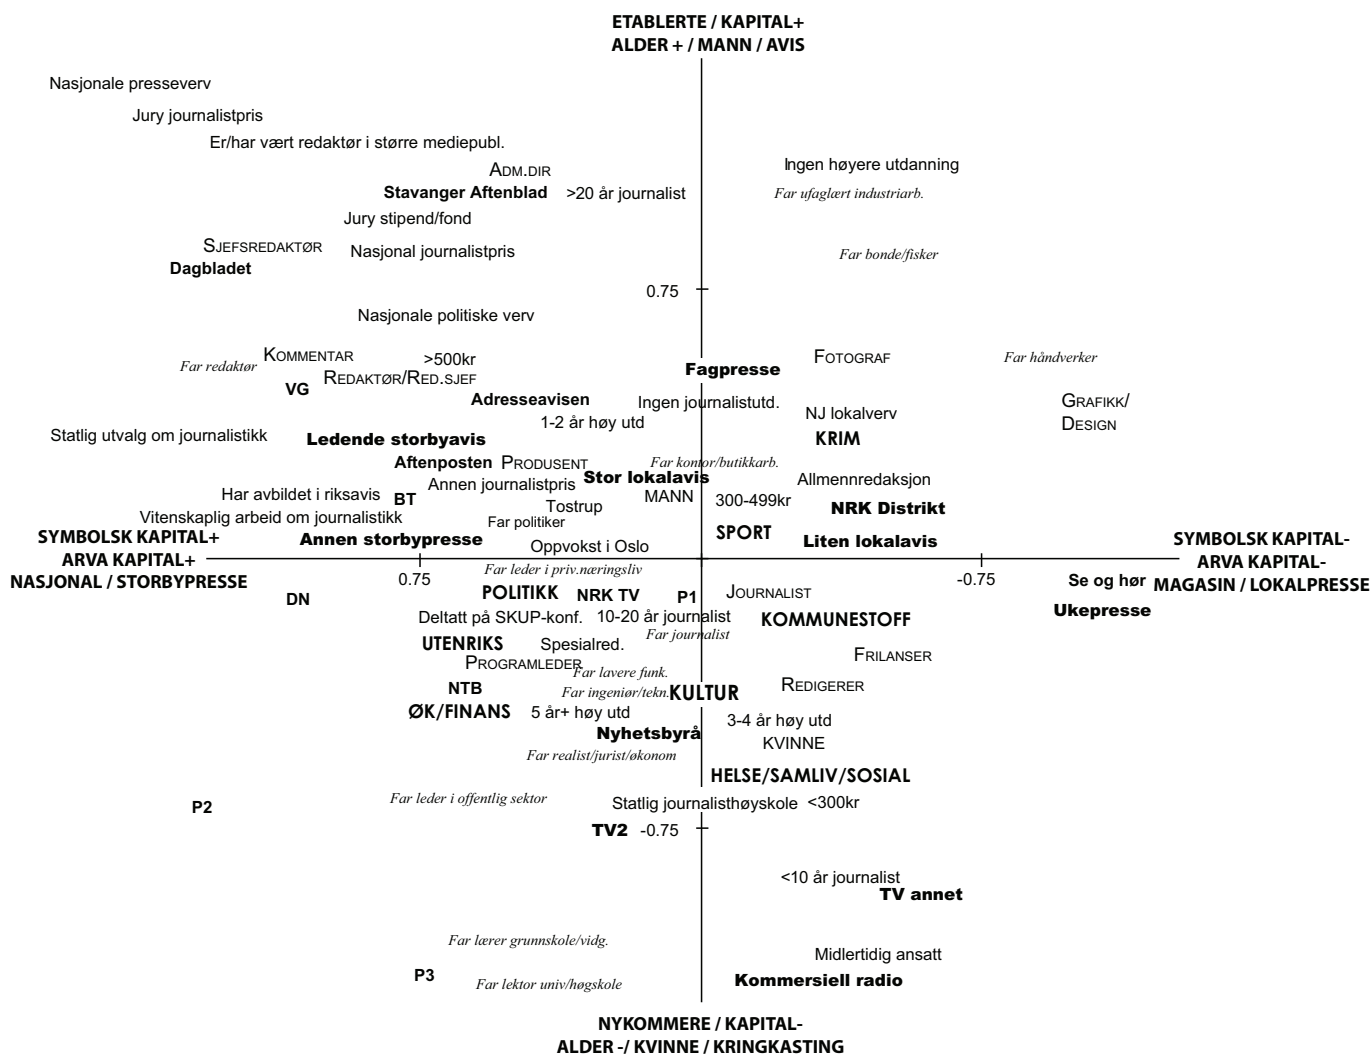 ETABLERTE / KAPITAL+
ALDER + / MANN / AVIS
Nasjonale presseverv
Jury journalistpris
Er/har vært redaktør i større mediepubl.
ADM.DIR
Ingen høyere utdanning
Stavanger Aftenblad
>20 år journalist
Far ufaglært industriarb.
Jury stipend/fond
SJEFSREDAKTØR
Nasjonal journalistpris
Far bonde/fisker
Dagbladet
0.75
Nasjonale politiske verv
KOMMENTAR
>500kr
FOTOGRAF
Far håndverker
Far redaktør
REDAKTØR/RED.SJEF
Fagpresse
VG
Adresseavisen
Ingen journalistutd.
GRAFIKK/
DESIGN
1-2 år høy utd
NJ lokalverv
Statlig utvalg om journalistikk
Ledende storbyavis
KRIM
Aftenposten
PRODUSENT
Far kontor/butikkarb.
Stor lokalavis
Allmennredaksjon
Annen journalistpris
Har avbildet i riksavis
BT
MANN
300-499kr
Tostrup
NRK Distrikt
Vitenskaplig arbeid om journalistikk
Far politiker
SPORT
Annen storbypresse
Oppvokst i Oslo
Liten lokalavis
SYMBOLSK KAPITAL+
ARVA KAPITAL+
NASJONAL / STORBYPRESSE
SYMBOLSK KAPITAL-
ARVA KAPITAL-
MAGASIN / LOKALPRESSE
0.75
-0.75
Far leder i priv.næringsliv
Se og hør
DN
POLITIKK
NRK TV
P1
JOURNALIST
Ukepresse
Deltatt på SKUP-konf.
10-20 år journalist
KOMMUNESTOFF
Far journalist
UTENRIKS
Spesialred.
FRILANSER
PROGRAMLEDER
Far lavere funk.
NTB
Far ingeniør/tekn.
KULTUR
REDIGERER
ØK/FINANS
5 år+ høy utd
3-4 år høy utd
Nyhetsbyrå
KVINNE
Far realist/jurist/økonom
HELSE/SAMLIV/SOSIAL
P2
Far leder i offentlig sektor
Statlig journalisthøyskole
<300kr
TV2
-0.75
<10 år journalist
TV annet
Far lærer grunnskole/vidg.
Midlertidig ansatt
P3
Far lektor univ/høgskole
Kommersiell radio
NYKOMMERE / KAPITAL-
ALDER -/ KVINNE / KRINGKASTING